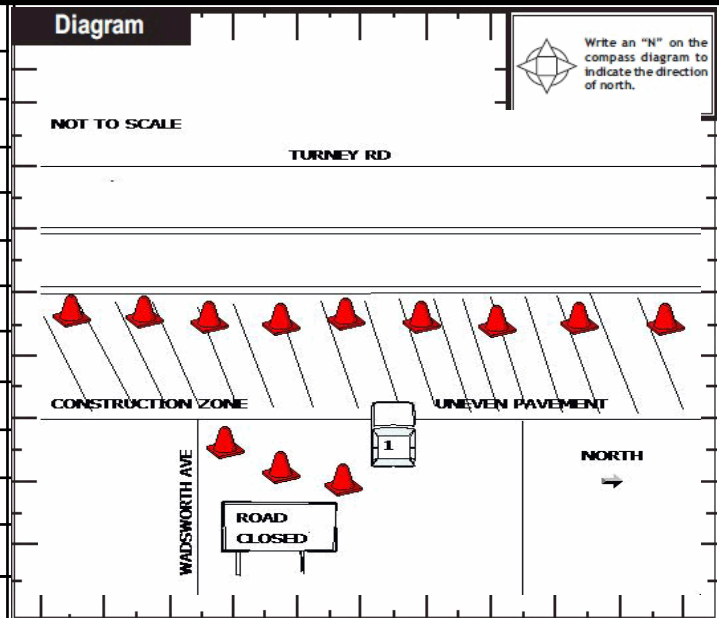 Diagram
Write an "N" on the
compass diagram to
indicate the direction
of north.
NOT TO SCALE
TURNEY RD
CONSTRUCTION ZONE
UNEVEN PAVEMENT
1
WADSWORTH AVE
NORTH
ROAD
CLOSED